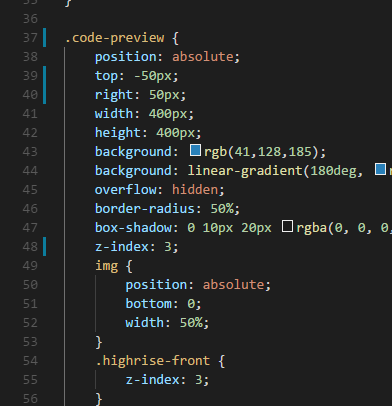 }
36
37 .code-preview {
38 position: absolute;
39 top: -50px;
40 right: 50px;
41 width: 400px;
42 height: 400px;
43 background: rgb(41,128,185);
44 background: linear-gradient(180deg,
45 overflow: hidden;
46 border-radius: 50%;
47 box-shadow: 0 10px 20px rgba(0, 0, 0,
48 z-index: 3;
49 img {
50 position: absolute;
51 bottom: 0;
52 width: 50%;
53 }
54 .highrise-front {
55 z-index: 3;
56 }